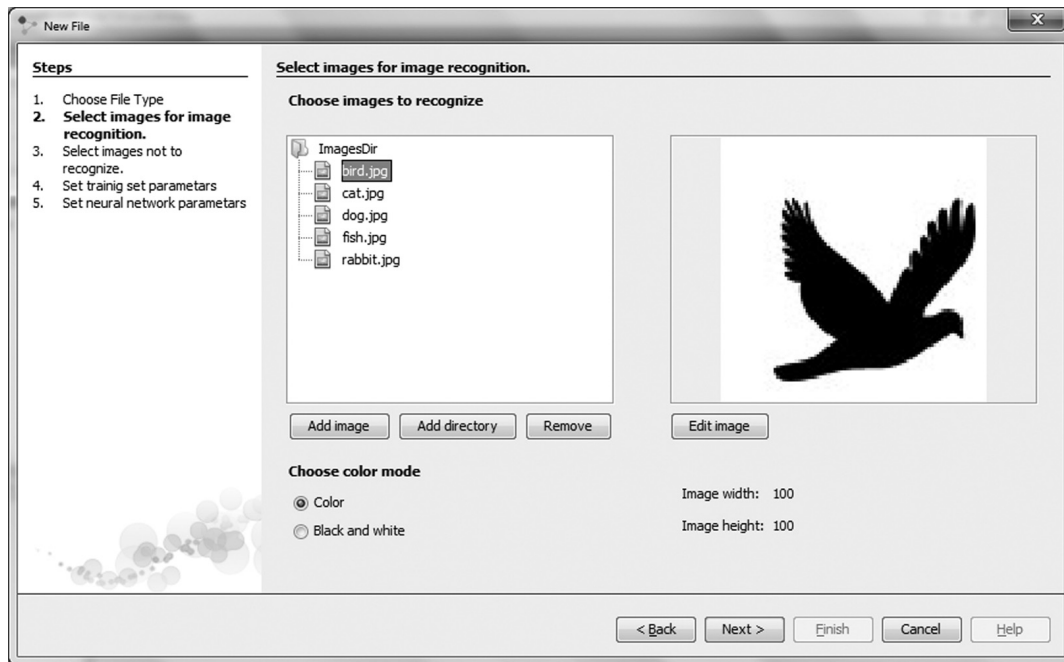 New File
x
Steps
1. Choose File Type
2. Select images for image
recognition.
3. Select images not to
recognize.
4. Set trainig set parametars
5. Set neural network parametars
Select images for image recognition.
Choose images to recognize
ImagesDir
bird.jpg
cat.jpg
dog.jpg
fish.jpg
rabbit.jpg
Add image
Add directory
Remove
Edit image
Choose color mode
Color
Black and white
Image width: 100
Image height: 100
< Back
Next >
Finish
Cancel
Help